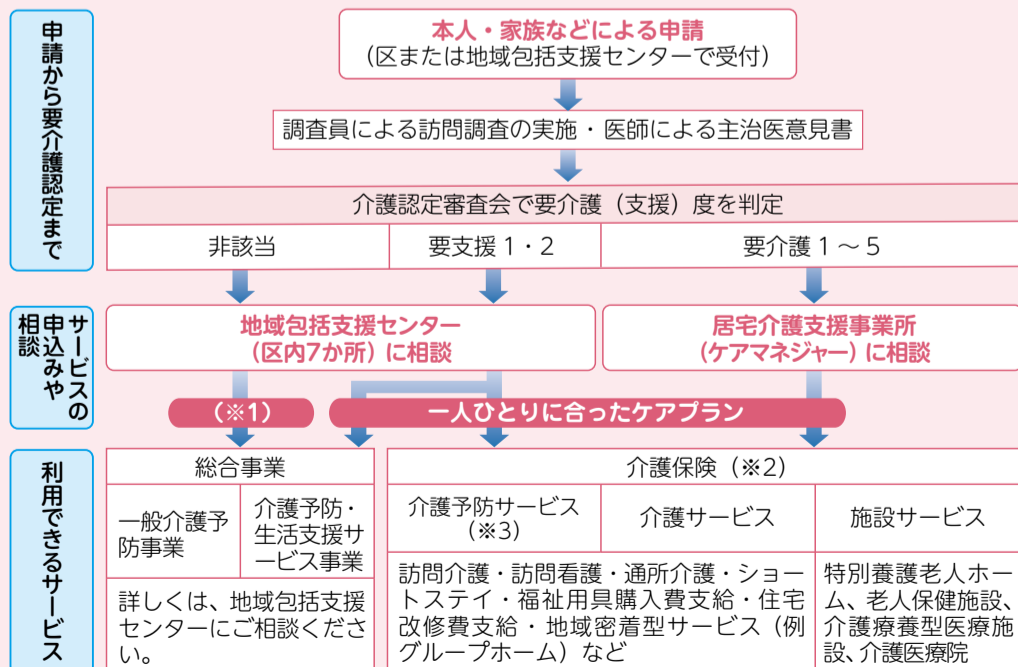 申請から要介護認定まで
本人・家族などによる申請
(区または地域包括支援センターで受付)
調査員による訪問調査の実施・医師による主治医意見書
介護認定審査会で要介護（支援）度を判定
非該当
要支援1・2
要介護1～5
サービスの
申込みや
相談
地域包括支援センター
(区内7か所)に相談
居宅介護支援事業所
(ケアマネジャー)に相談
(※1)
一人ひとりに合ったケアプラン
利用できるサービス
総合事業
一般介護予
防事業
介護予防・
生活支援サ
ービス事業
詳しくは、地域包括支援
センターにご相談くださ
い。
介護保険(※2)
介護予防サービス
(※3)
介護サービス
施設サービス
訪問介護・訪問看護・通所介護・ショー
トステイ・福祉用具購入費支給・住宅
改修費支給・地域密着型サービス（例
グループホーム）など
特別養護老人ホー
ム、老人保健施設、
介護療養型医療施
設、介護医療院